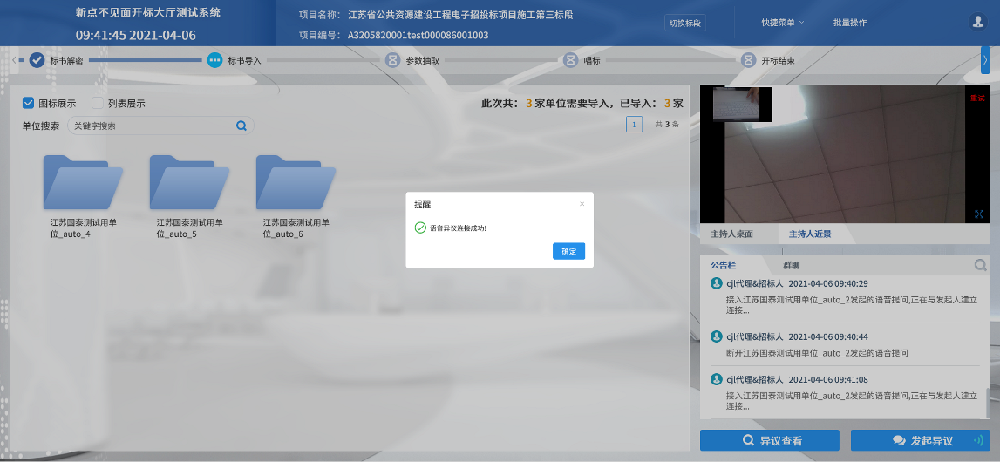 新点不见面开标大厅测试系统
09:41:45 2021-04-06
项目名称： 江苏省公共资源建设工程电子招投标项目施工第三标段
项目编号： A3205820001test000086001003
切换标段
快捷菜单
批量操作
标书解密
标书导入
参数抽取
唱标
开标结束
图标展示
列表展示
此次共： 3 家单位需要导入，已导入： 3 家
单位搜索
关键字搜索
1
共 3 条
江苏国泰测试用单
位_auto_4
江苏国泰测试用单
位_auto_5
江苏国泰测试用单
位_auto_6
提醒
×
语音异议连接成功!
确定
重试
主持人桌面
主持人近景
公告栏
群聊
cjl代理&招标人 2021-04-06 09:40:29
接入江苏国泰测试用单位_auto_2发起的语音提问,正在与发起人建立
连接...
cjl代理&招标人 2021-04-06 09:40:44
断开江苏国泰测试用单位_auto_2发起的语音提问
cjl代理&招标人 2021-04-06 09:41:08
接入江苏国泰测试用单位_auto_2发起的语音提问,正在与发起人建立
连接...
异议查看
发起异议